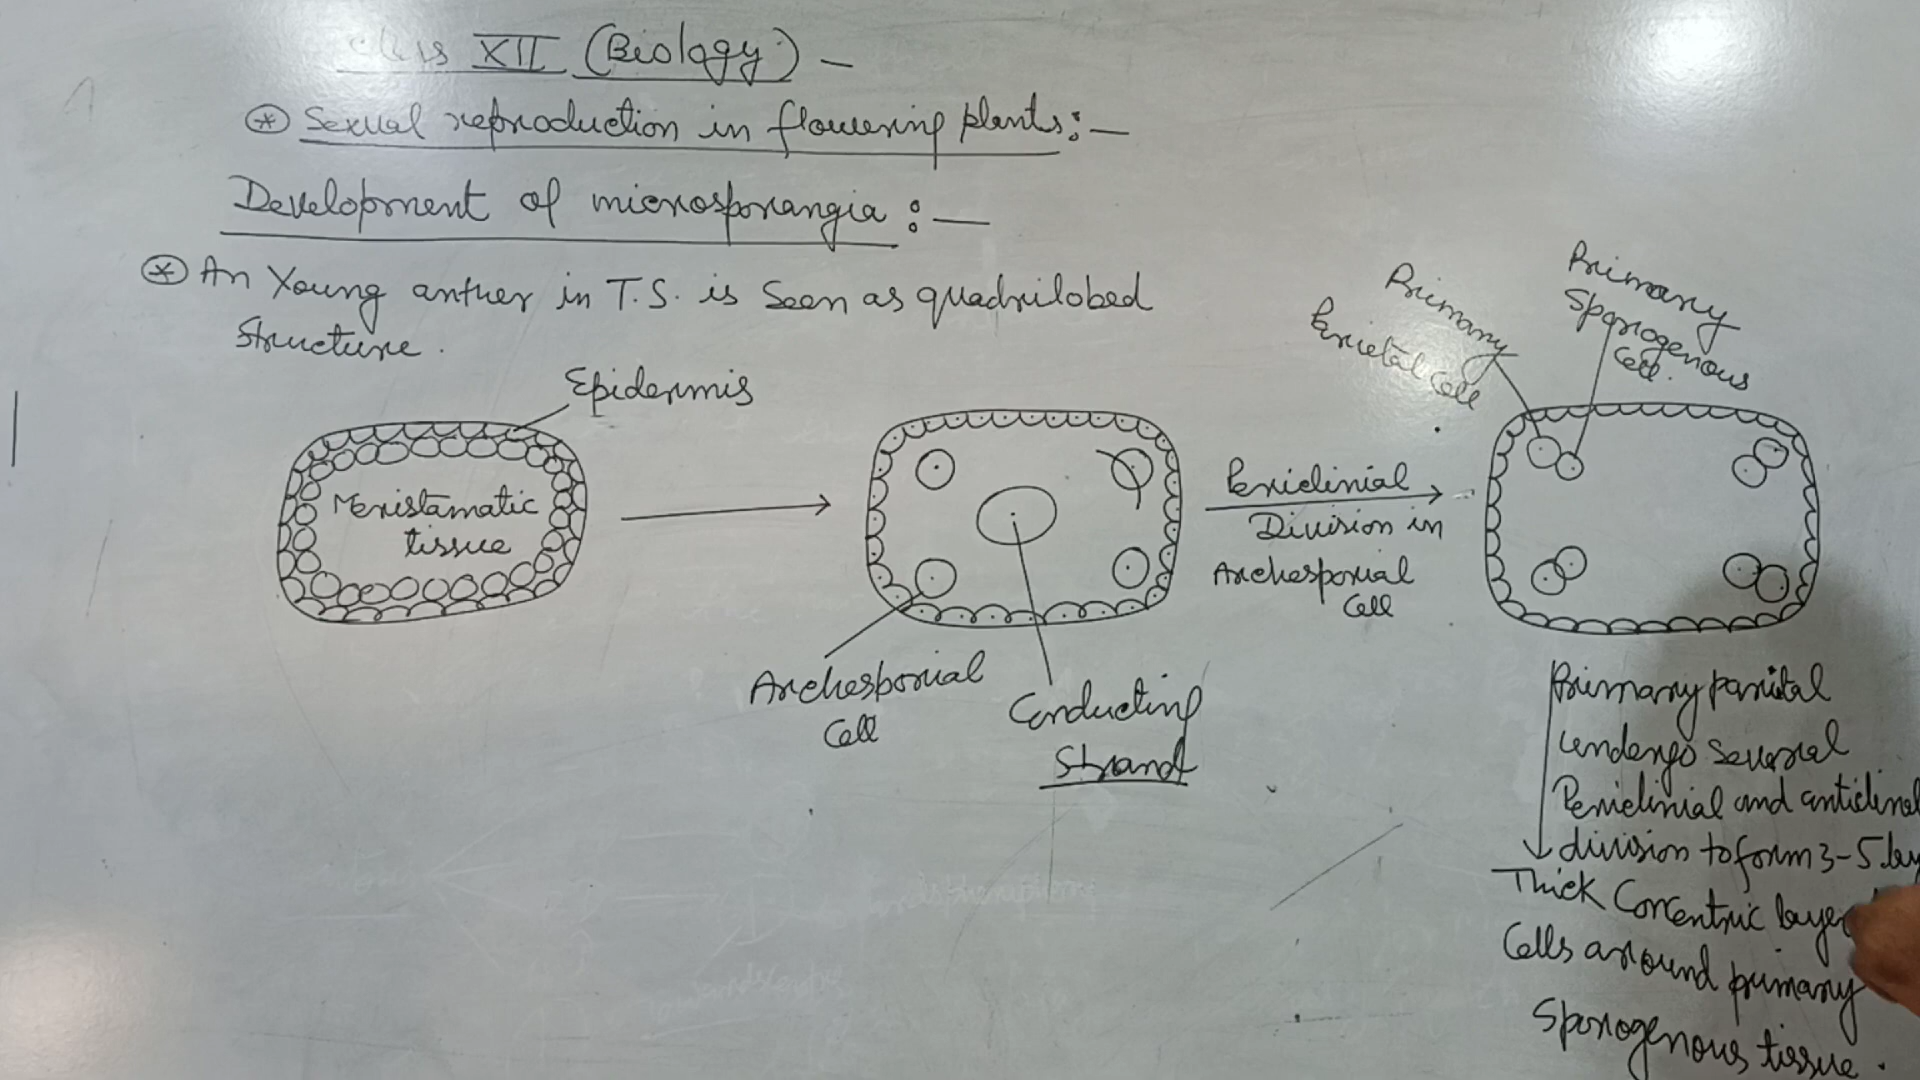 Class XII (Biology) -
* Sexual reproduction in flowering plants:-
Development of microsporangia:-
* An Young anther in T.S. is Seen as quadrilobed
Structure.
Epidermis
Meristamatic
tissue
Archesporial
Cell
Conducting
Strand
Periclinial
Division in
Archesporial
Cell
Primary
Parietal Cell
Primary
Sporogenous
Cell.
Primary parietal
undergo several
Periclinial and anticlinal
division to form 3-5
Thick Concentric layer
Cells around primary
Sporogenous tissue.